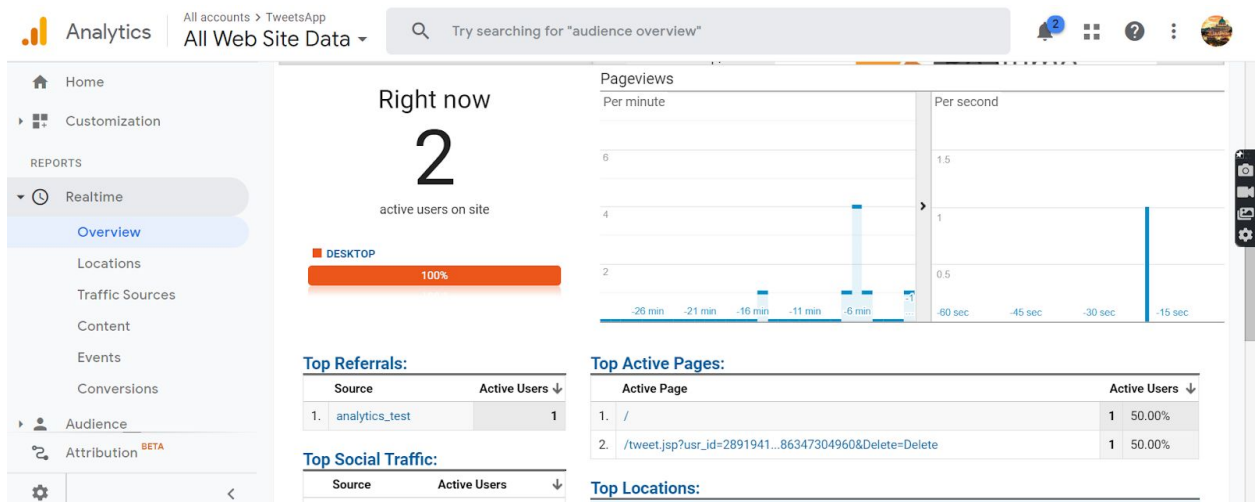 Analytics
All accounts > TweetsApp
All Web Site Data
Try searching for "audience overview"
2
Home
Customization
REPORTS
Realtime
Overview
Locations
Traffic Sources
Content
Events
Conversions
Audience
Attribution BETA
Right now
2
active users on site
DESKTOP
100%
Pageviews
Per minute
6
4
2
-26 min -21 min -16 min -11 min -6 min -1
Per second
1.5
1
0.5
-60 sec -45 sec -30 sec -15 sec
Top Referrals:
Source Active Users
1. analytics_test 1
Top Social Traffic:
Source Active Users
Top Active Pages:
Active Page Active Users
1. / 1 50.00%
2. /tweet.jsp?usr_id=2891941...86347304960&Delete=Delete 1 50.00%
Top Locations: